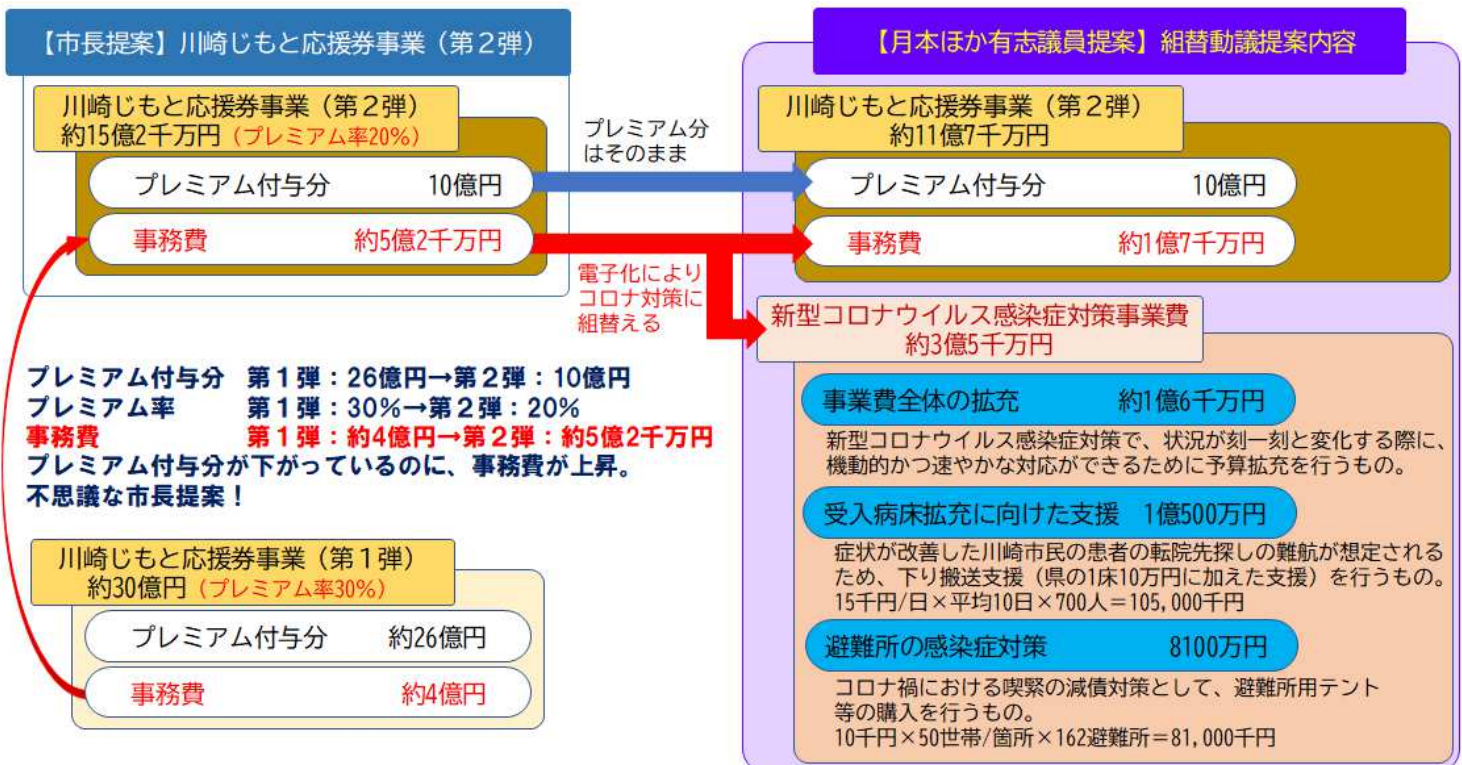 【市長提案】川崎じもと応援券事業（第２弾）
川崎じもと応援券事業（第２弾）
約15億2千万円（プレミアム率20%）
プレミアム付与分　10億円
事務費　約5億2千万円
プレミアム分
はそのまま
電子化により
コロナ対策に
組替える
プレミアム付与分　第１弾：26億円→第２弾：10億円
プレミアム率　第１弾：30%→第２弾：20%
事務費　第１弾：約4億円→第２弾：約5億2千万円
プレミアム付与分が下がっているのに、事務費が上昇。
不思議な市長提案！
川崎じもと応援券事業（第１弾）
約30億円（プレミアム率30%）
プレミアム付与分　約26億円
事務費　約4億円
【月本ほか有志議員提案】組替動議提案内容
川崎じもと応援券事業（第２弾）
約11億7千万円
プレミアム付与分　10億円
事務費　約1億7千万円
新型コロナウイルス感染症対策事業費
約3億5千万円
事業費全体の拡充　約1億6千万円
新型コロナウイルス感染症対策で、状況が刻一刻と変化する際に、
機動的かつ速やかな対応ができるために予算拡充を行うもの。
受入病床拡充に向けた支援　1億500万円
症状が改善した川崎市民の患者の転院先探しの難航が想定される
ため、下り搬送支援（県の1床10万円に加えた支援）を行うもの。
15千円/日×平均10日×700人＝105,000千円
避難所の感染症対策　8100万円
コロナ禍における喫緊の減債対策として、避難所用テント
等の購入を行うもの。
10千円×50世帯/箇所×162避難所＝81,000千円